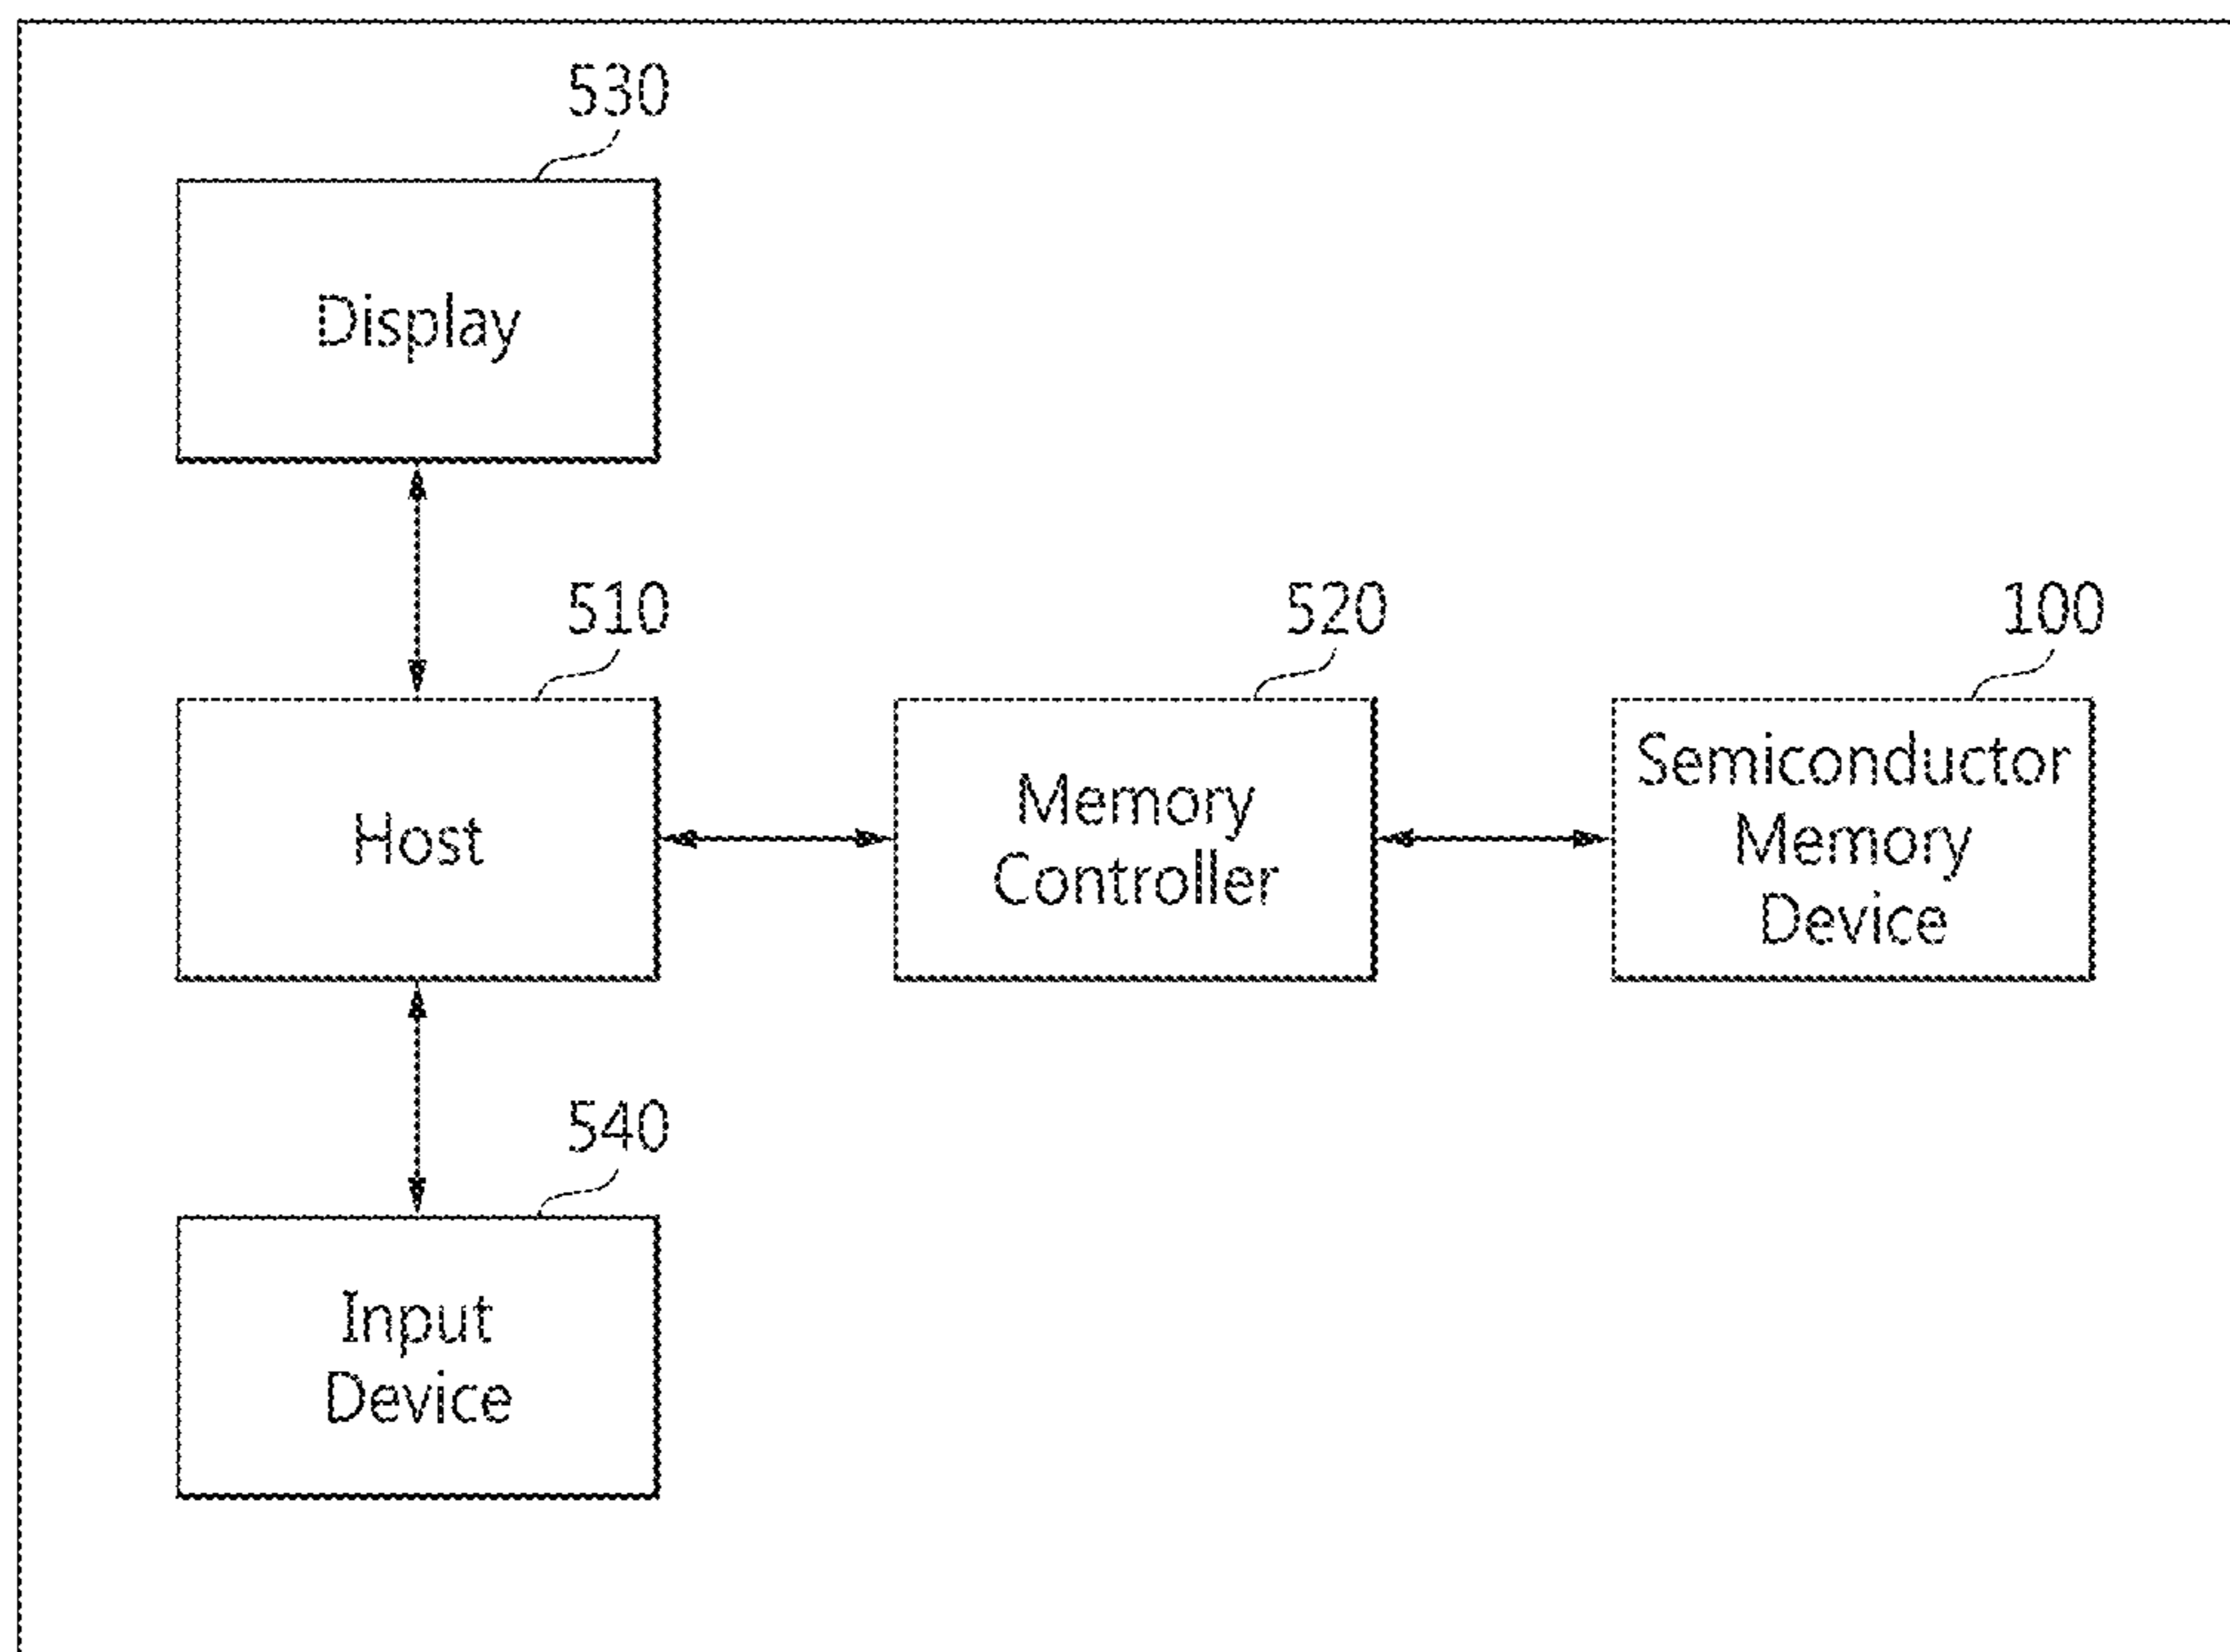 530
Display
510
520
100
Host
Memory
Controller
Semiconductor
Memory
Device
540
Input
Device